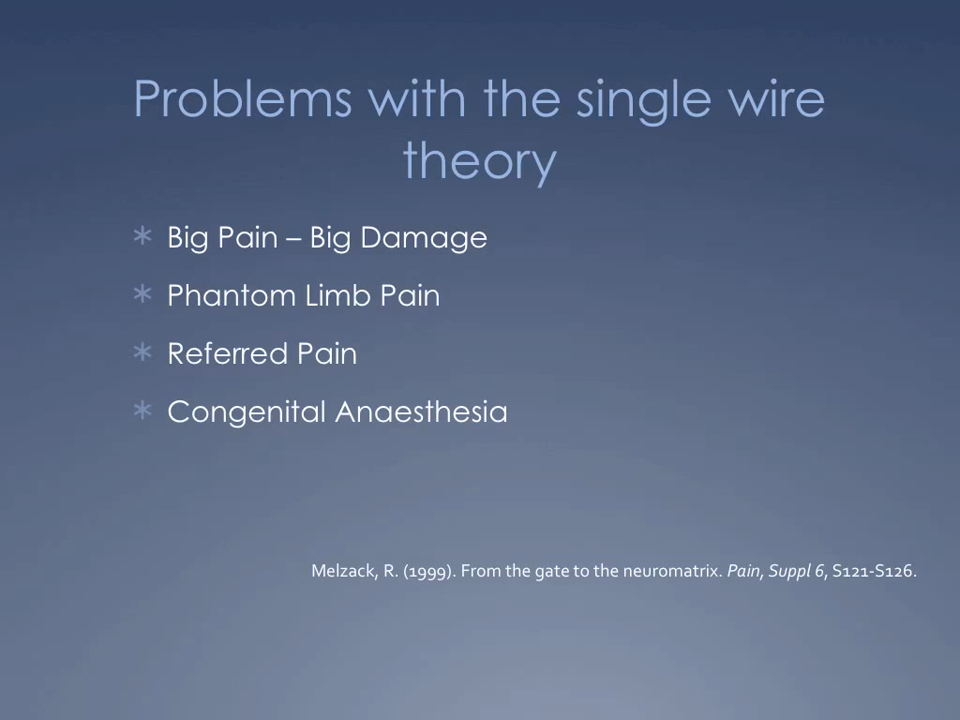 Problems with the single wire
theory
* Big Pain – Big Damage
* Phantom Limb Pain
* Referred Pain
* Congenital Anaesthesia
Melzack, R. (1999). From the gate to the neuromatrix. Pain, Suppl 6, S121-S126.